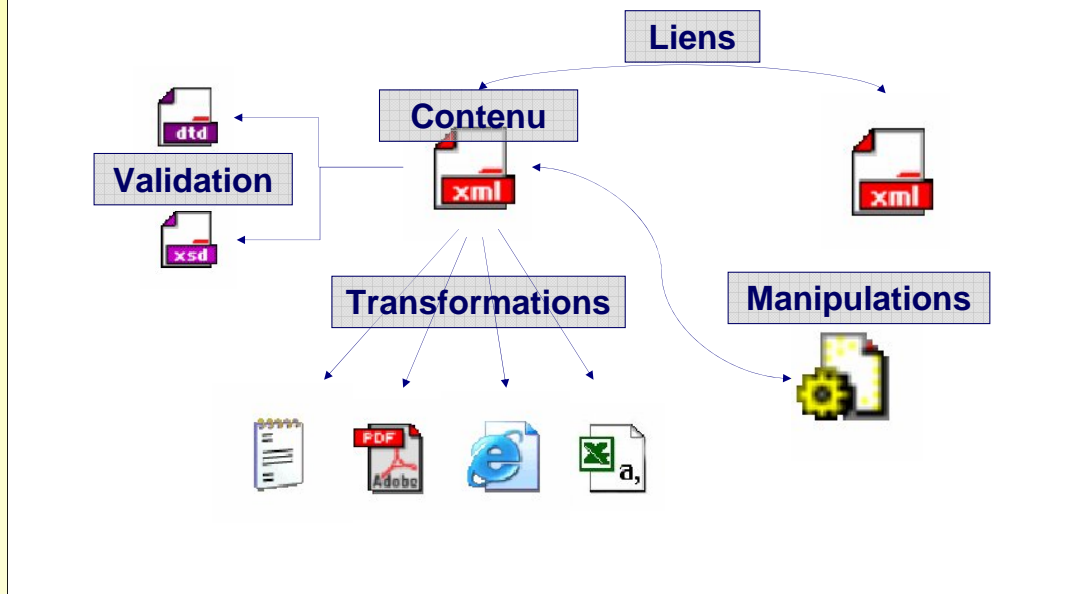 Liens
Contenu
dtd
xml
xml
Validation
xsd
Transformations
Manipulations
PDF
Adobe
a,